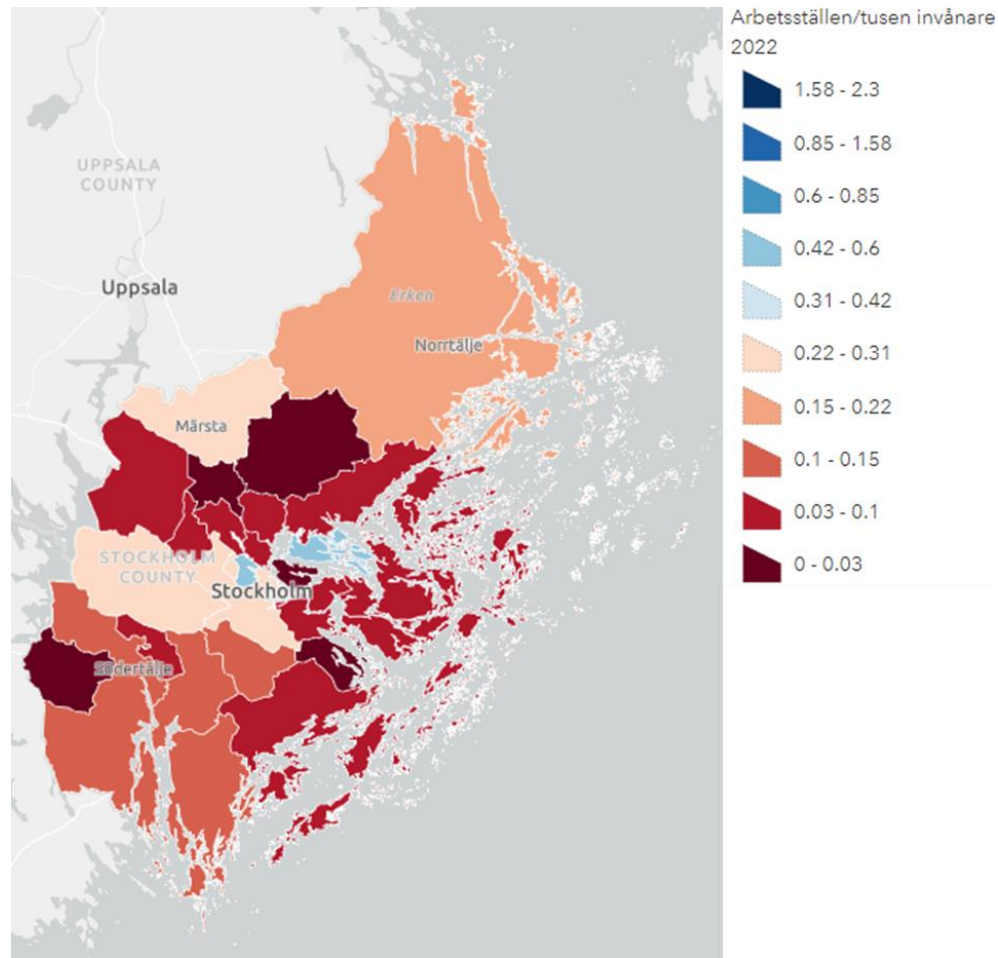 Arbetsställen/tusen invånare
2022
1.58 - 2.3
0.85 - 1.58
0.6 - 0.85
0.42 - 0.6
0.31 - 0.42
0.22 - 0.31
0.15 - 0.22
0.1 - 0.15
0.03 - 0.1
0 - 0.03
UPPSALA
COUNTY
Uppsala
Erken
Norrtälje
Märsta
STOCKHOLM
COUNTY
Stockholm
Södertälje